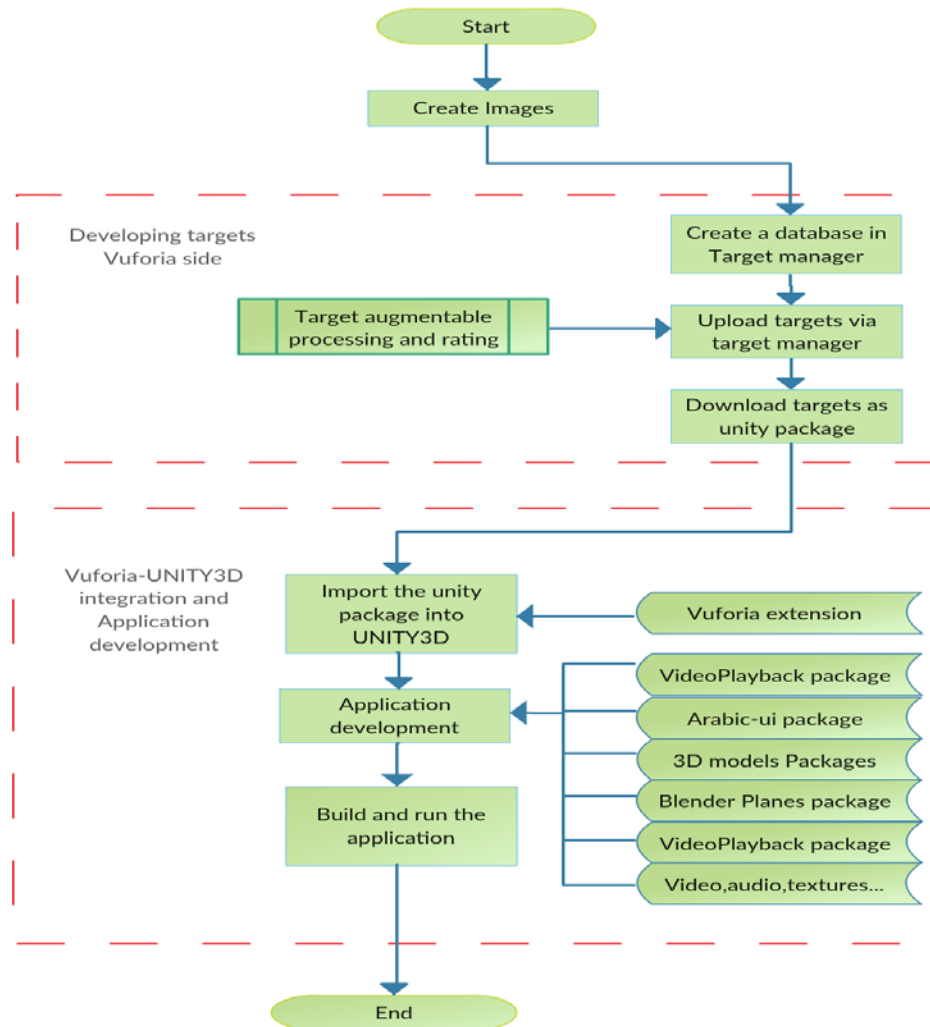 Start
Create Images
Developing targets
Vuforia side
Create a database in
Target manager
Target augmentable
processing and rating
Upload targets via
target manager
Download targets as
unity package
Vuforia-UNITY3D
integration and
Application
development
Import the unity
package into
UNITY3D
Vuforia extension
Application
development
VideoPlayback package
Arabic-ui package
3D models Packages
Blender Planes package
VideoPlayback package
Video,audio,textures...
Build and run the
application
End